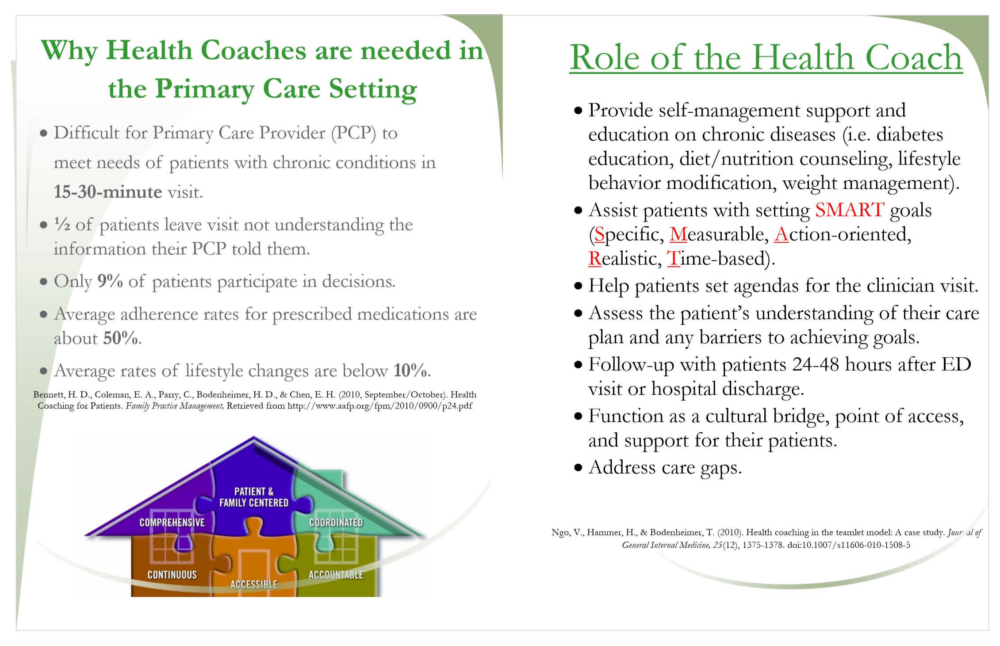 Why Health Coaches are needed in
the Primary Care Setting
• Difficult for Primary Care Provider (PCP) to
meet needs of patients with chronic conditions in
15-30-minute visit.
• ½ of patients leave visit not understanding the
information their PCP told them.
• Only 9% of patients participate in decisions.
• Average adherence rates for prescribed medications are
about 50%.
• Average rates of lifestyle changes are below 10%.
Bennett, H. D., Coleman, E. A., Parry, C., Bodenheimer, H. D., & Chen, E. H. (2010, September/October). Health
Coaching for Patients. Family Practice Management, Retrieved from http://www.aafp.org/fpm/2010/0900/p24.pdf
PATIENT &
FAMILY CENTERED
COMPREHENSIVE
COORDINATED
CONTINUOUS
ACCESSIBLE
ACCOUNTABLE
Role of the Health Coach
• Provide self-management support and
education on chronic diseases (i.e. diabetes
education, diet/nutrition counseling, lifestyle
behavior modification, weight management).
• Assist patients with setting SMART goals
(Specific, Measurable, Action-oriented,
Realistic, Time-based).
• Help patients set agendas for the clinician visit.
• Assess the patient’s understanding of their care
plan and any barriers to achieving goals.
• Follow-up with patients 24-48 hours after ED
visit or hospital discharge.
• Function as a cultural bridge, point of access,
and support for their patients.
• Address care gaps.
Ngo, V., Hammer, H., & Bodenheimer, T. (2010). Health coaching in the teamlet model: A case study. Journal of
General Internal Medicine, 25(12), 1375-1378. doi:10.1007/s11606-010-1508-5